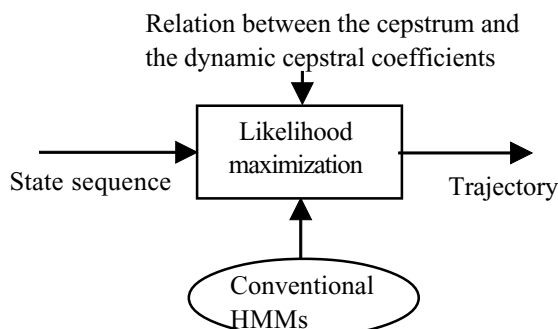 Relation between the cepstrum and
the dynamic cepstral coefficients
Likelihood
maximization
State sequence
Trajectory
Conventional
HMMs